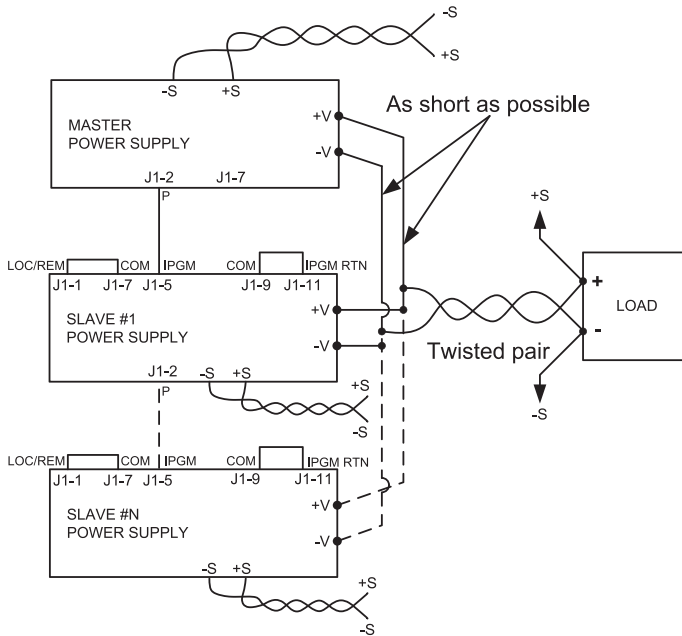 -S
+S
-S +S
As short as possible
MASTER
POWER SUPPLY
+V
-V
J1-2 J1-7
P
+S
LOC/REM COM IPGM COM IPGM RTN
J1-1 J1-7 J1-5 J1-9 J1-11
SLAVE #1
POWER SUPPLY
+V
-V
+
-
LOAD
Twisted pair
J1-2
P
-S +S
+S
-S
-S
LOC/REM COM IPGM COM IPGM RTN
J1-1 J1-7 J1-5 J1-9 J1-11
SLAVE #N
POWER SUPPLY
+V
-V
-S +S
+S
-S